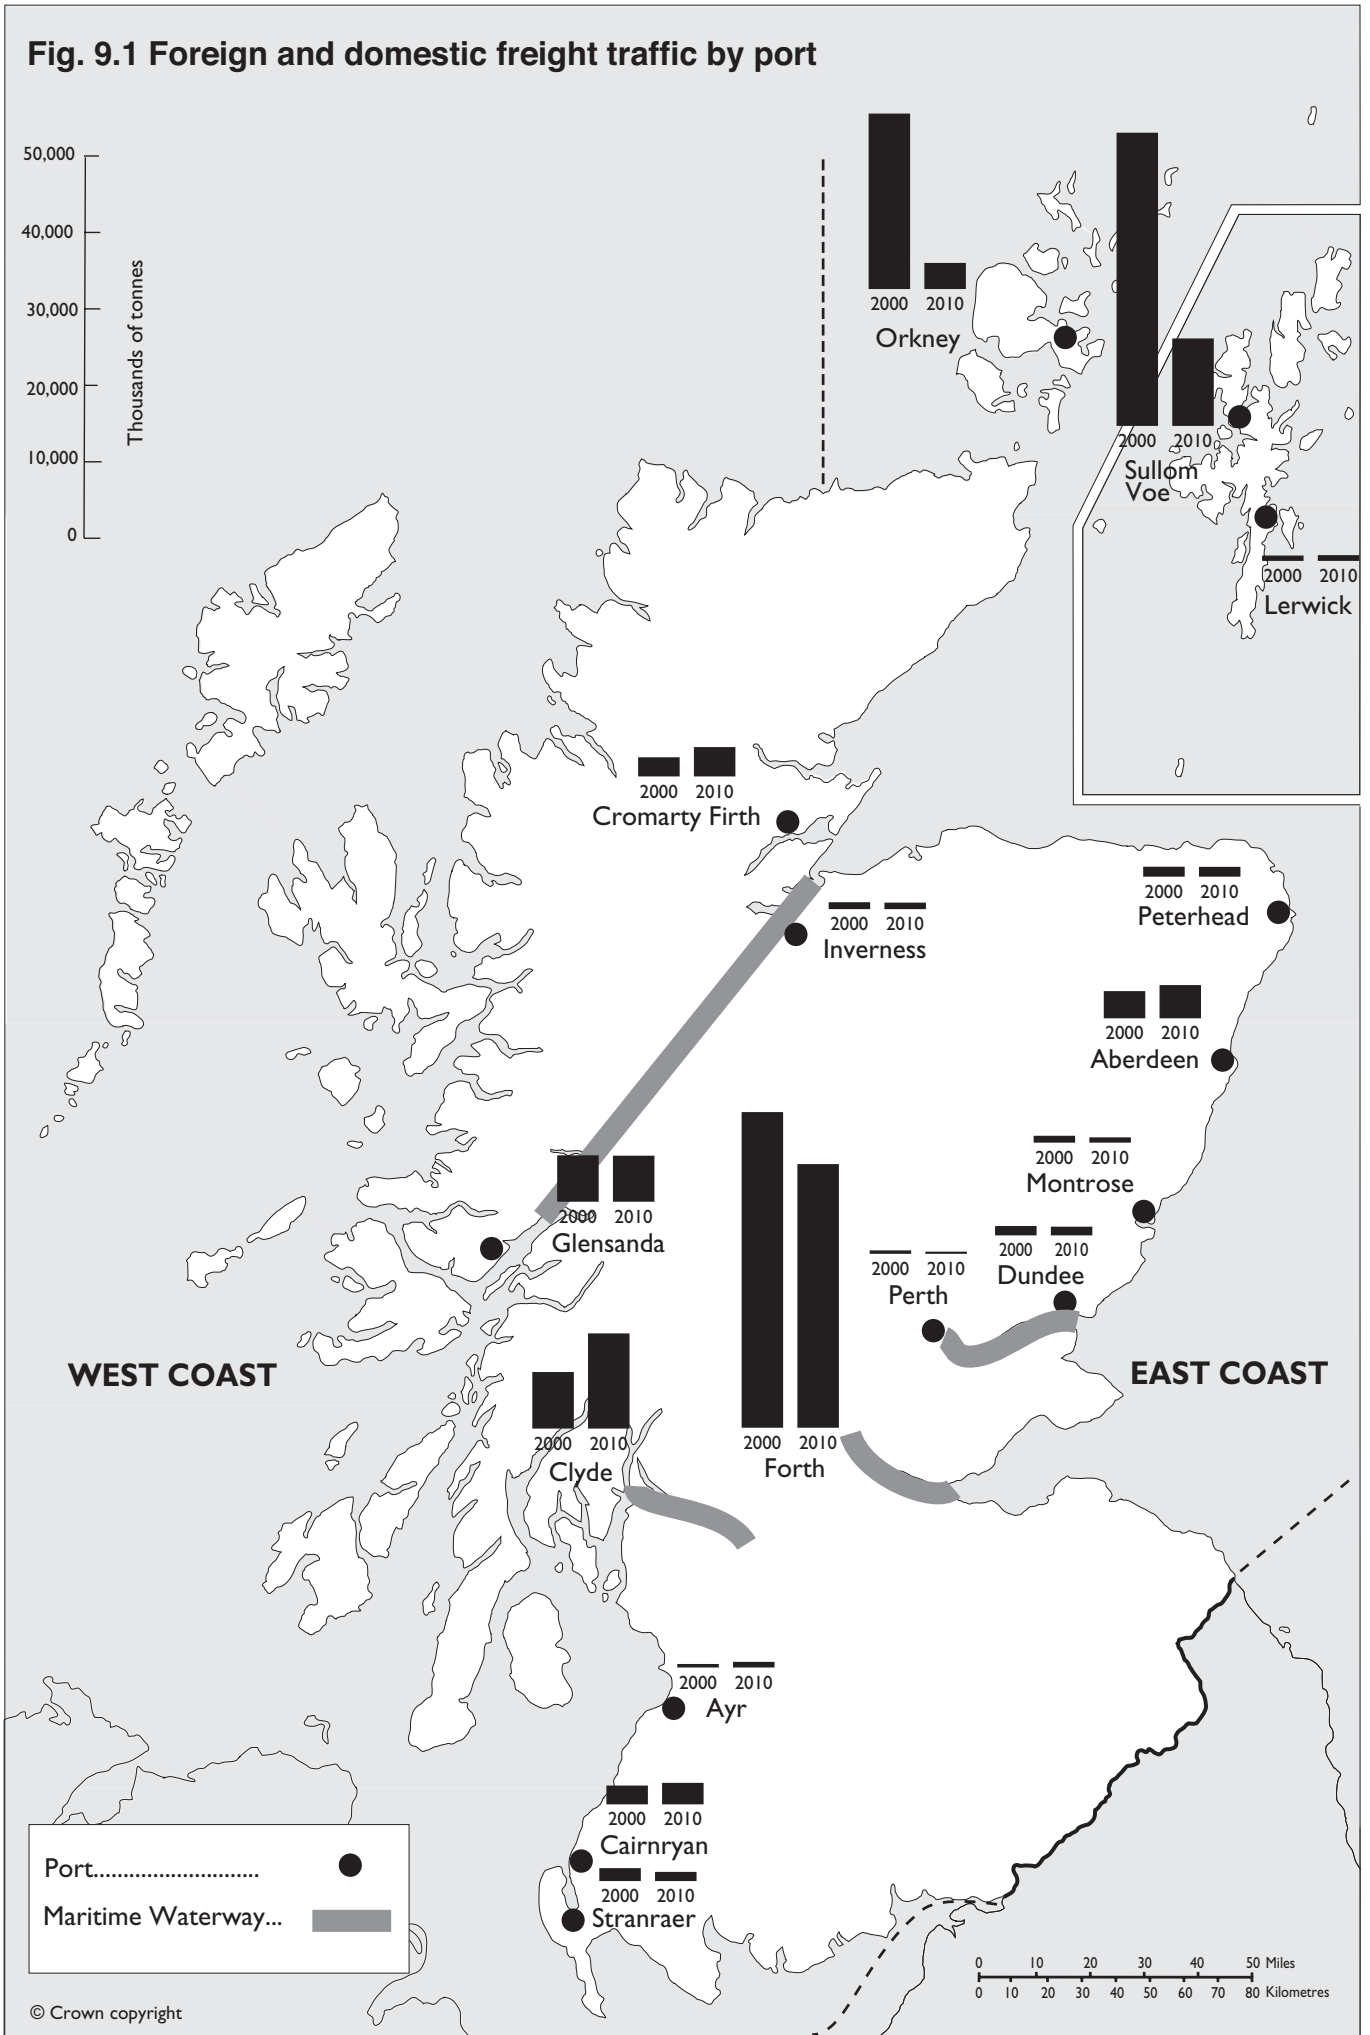 Fig. 9.1 Foreign and domestic freight traffic by port
50,000
40,000
30,000
20,000
10,000
0
Thousands of tonnes
2000 2010
Orkney
2000 2010
Sullom
Voe
2000 2010
Lerwick
2000 2010
Cromarty Firth
2000 2010
Peterhead
2000 2010
Inverness
2000 2010
Aberdeen
2000 2010
Montrose
2000 2010
Glensanda
2000 2010
Dundee
2000 2010
Perth
WEST COAST
EAST COAST
2000 2010
Clyde
2000 2010
Forth
2000 2010
Ayr
2000 2010
Cairnryan
2000 2010
Stranraer
Port............................
Maritime Waterway...
0 10 20 30 40 50 Miles
0 10 20 30 40 50 60 70 80 Kilometres
© Crown copyright